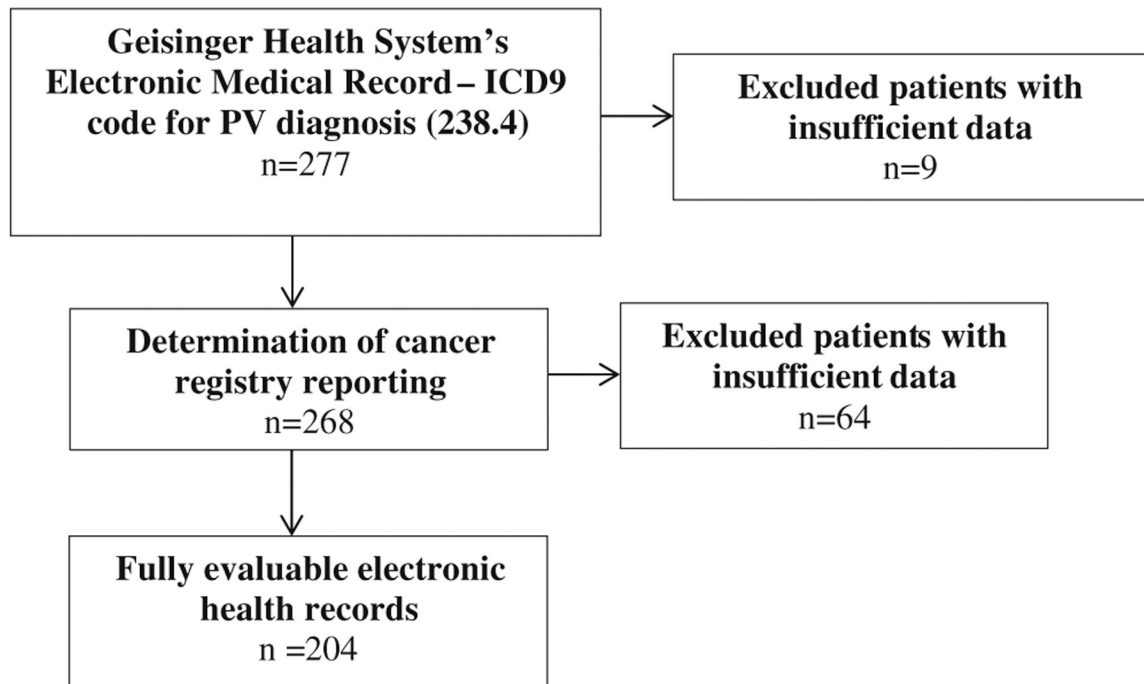 Geisinger Health System’s
Electronic Medical Record – ICD9
code for PV diagnosis (238.4)
n=277
Excluded patients with
insufficient data
n=9
Determination of cancer
registry reporting
n=268
Excluded patients with
insufficient data
n=64
Fully evaluable electronic
health records
n =204